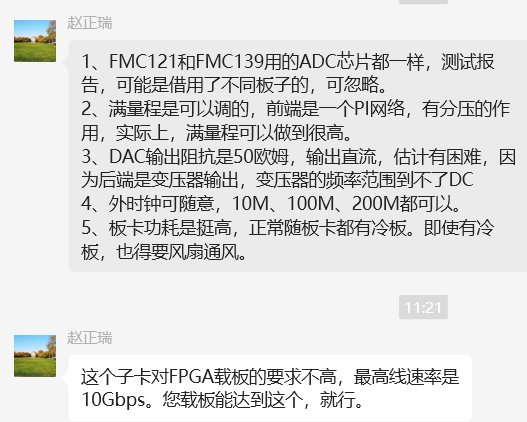 赵正瑞
1、FMC121和FMC139用的ADC芯片都一样，测试报
告，可能是借用了不同板子的，可忽略。
2、满量程是可以调的，前端是一个PI网络，有分压的作
用，实际上，满量程可以做到很高。
3、DAC输出阻抗是50欧姆，输出直流，估计有困难，因
为后端是变压器输出，变压器的频率范围到不了DC
4、外时钟可随意，10M、100M、200M都可以。
5、板卡功耗是挺高，正常随板卡都有冷板。即使有冷
板，也得要风扇通风。
11:21
赵正瑞
这个子卡对FPGA载板的要求不高，最高线速率是
10Gbps。您载板能达到这个，就行。